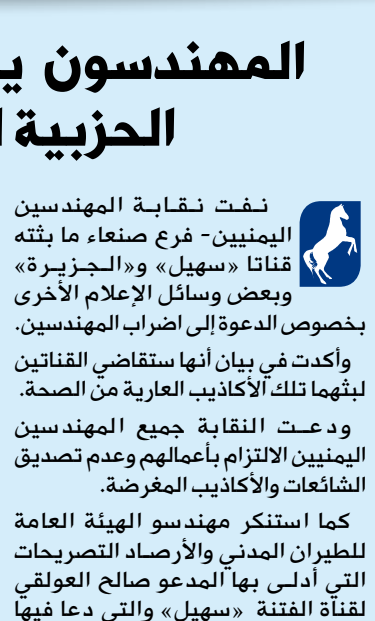 المهندسون
الحزبية
نفت نقابة المهندسين
اليمنيين- فرع صنعاء ما بثته
قناتا «سهيل» و«الجزيرة»
وبعض وسائل الإعلام الأخرى
بخصوص الدعوة إلى اضراب المهندسين.
وأكدت في بيان أنها ستقاضي القناتين
لبثهما تلك الأكاذيب العارية من الصحة.
ودعت النقابة جميع المهندسين
اليمنيين الالتزام بأعمالهم وعدم تصديق
الشائعات والأكاذيب المغرضة.
كما استنكر مهندسو الهيئة العامة
للطيران المدني والأرصاد التصريحات
التي أدلى بها المدعو صالح العولقي
لقناة الفتنة «سهيل» والتي دعا فيها